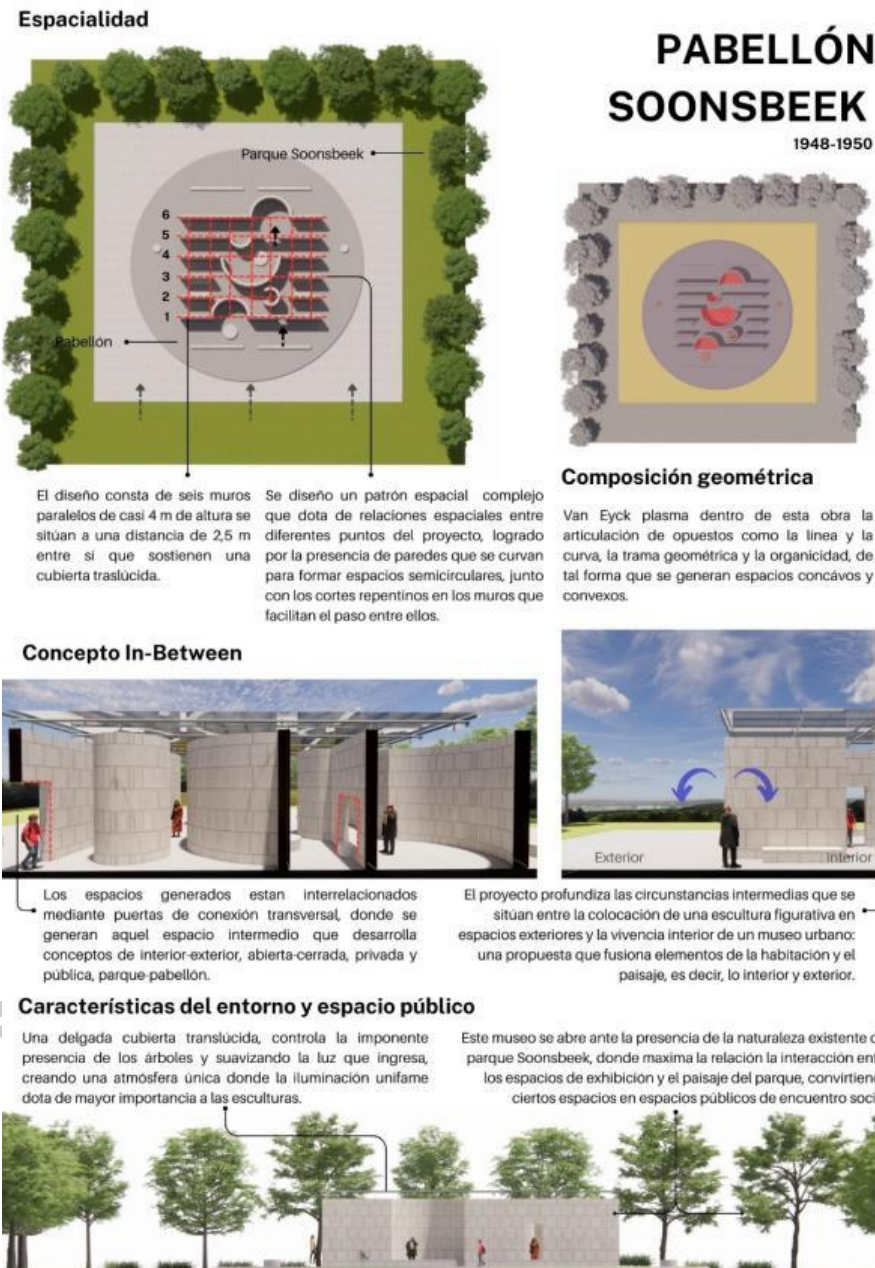 Espacialidad
PABELLÓN
SOONSBEEK
1948-1950
Parque Soonsbeek
6
5
4
3
2
1
Pabellón
El diseño consta de seis muros
paralelos de casi 4 m de altura se
sitúan a una distancia de 2,5 m
entre sí que sostienen una
cubierta traslúcida.
Se diseño un patrón espacial complejo
que dota de relaciones espaciales entre
diferentes puntos del proyecto, logrado
por la presencia de paredes que se curvan
para formar espacios semicirculares, junto
con los cortes repentinos en los muros que
facilitan el paso entre ellos.
Composición geométrica
Van Eyck plasma dentro de esta obra la
articulación de opuestos como la línea y la
curva, la trama geométrica y la organicidad, de
tal forma que se generan espacios concávos y
convexos.
Concepto In-Between
Exterior
Interior
Los espacios generados estan interrelacionados
mediante puertas de conexión transversal, donde se
generan aquel espacio intermedio que desarrolla
conceptos de interior-exterior, abierta-cerrada, privada y
pública, parque-pabellón.
El proyecto profundiza las circunstancias intermedias que se
sitúan entre la colocación de una escultura figurativa en
espacios exteriores y la vivencia interior de un museo urbano:
una propuesta que fusiona elementos de la habitación y el
paisaje, es decir, lo interior y exterior.
Características del entorno y espacio público
Una delgada cubierta translúcida, controla la imponente
presencia de los árboles y suavizando la luz que ingresa,
creando una atmósfera única donde la iluminación unifame
dota de mayor importancia a las esculturas.
Este museo se abre ante la presencia de la naturaleza existente
parque Soonsbeek, donde maxima la relación la interacción
los espacios de exhibición y el paisaje del parque,
ciertos espacios en espacios públicos de encuentro